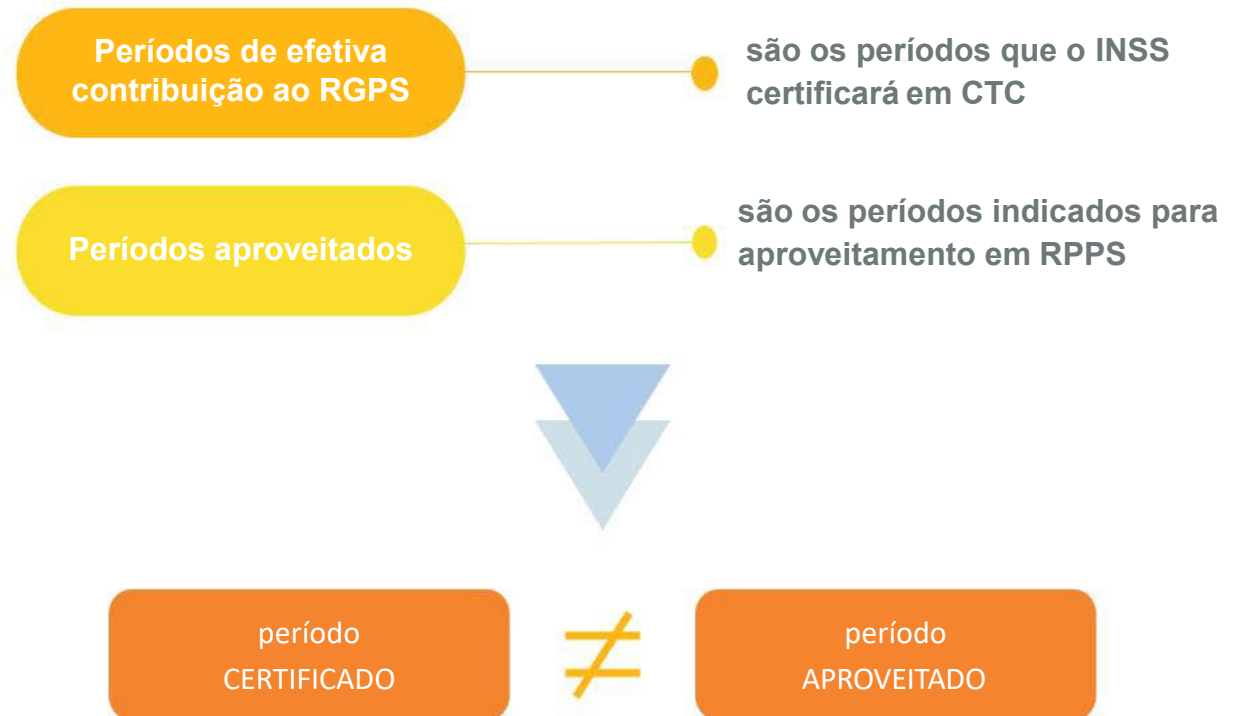 Períodos de efetiva
contribuição ao RGPS
são os períodos que o INSS
certificará em CTC
Períodos aproveitados
são os períodos indicados para
aproveitamento em RPPS
período
CERTIFICADO
≠
período
APROVEITADO